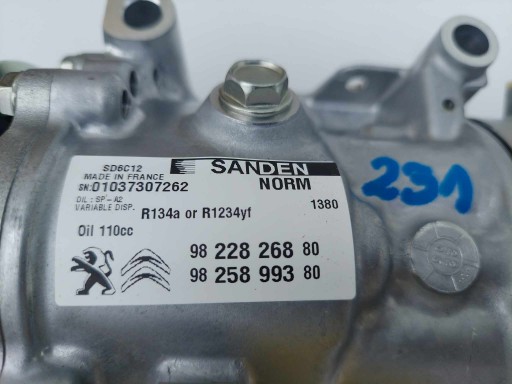 SD6C12
MADE IN FRANCE
SN:01037307262
OIL : SP-A2
VARIABLE DISP.
SANDEN
NORM
1380
R134a or R1234yf
Oil 110cc
98 228 268 80
98 258 993 80
231